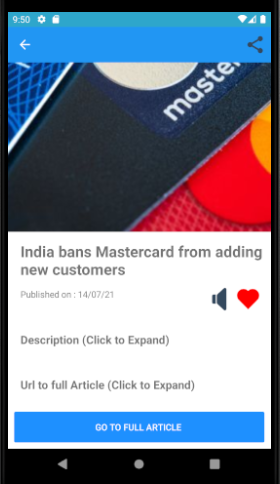 9:50
master
India bans Mastercard from adding
new customers
Published on : 14/07/21
Description (Click to Expand)
Url to full Article (Click to Expand)
GO TO FULL ARTICLE